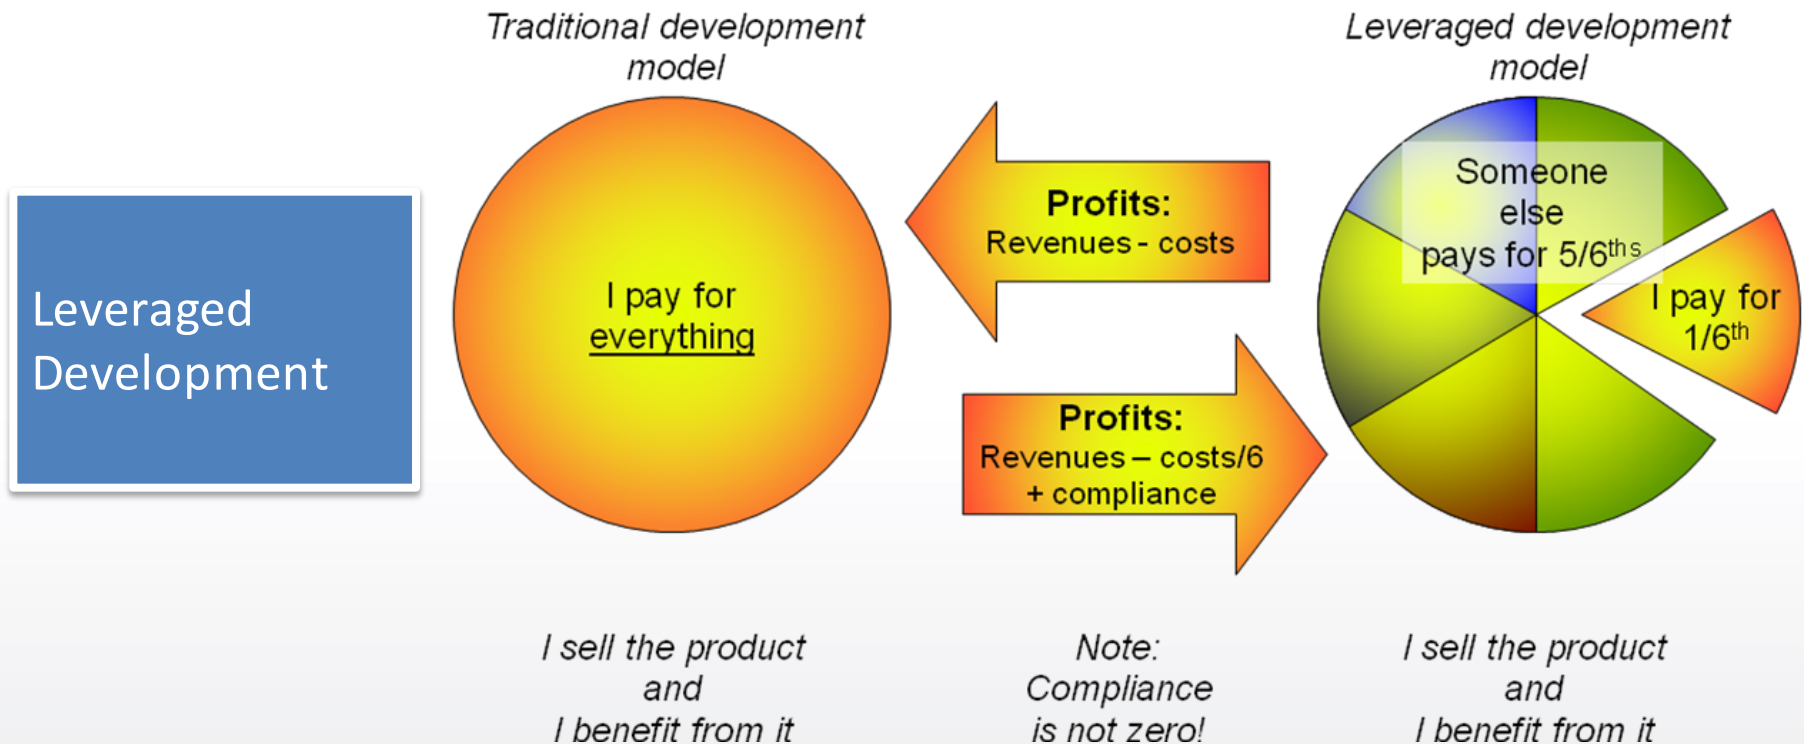 Leveraged
Development
Traditional development
model
I pay for
everything
I sell the product
and
I benefit from it
Profits:
Revenues - costs
Profits:
Revenues – costs/6
+ compliance
Note:
Compliance
is not zero!
Leveraged development
model
Someone
else
pays for 5/6ths
I pay for
1/6th
I sell the product
and
I benefit from it